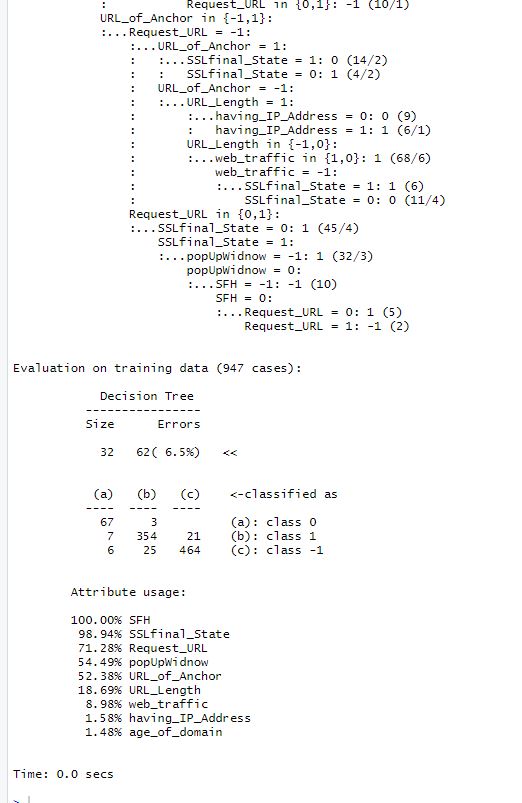 :       Request_URL in {0,1}: -1 (10/1)
URL_of_Anchor in {-1,1}:
:...Request_URL = -1:
:...URL_of_Anchor = 1:
:   :...SSLfinal_State = 1: 0 (14/2)
:   :   SSLfinal_State = 0: 1 (4/2)
:   URL_of_Anchor = -1:
:   :...URL_Length = 1:
:       :...having_IP_Address = 0: 0 (9)
:       :   having_IP_Address = 1: 1 (6/1)
:       URL_Length in {-1,0}:
:       :...web_traffic in {1,0}: 1 (68/6)
:           web_traffic = -1:
:           :...SSLfinal_State = 1: 1 (6)
:               SSLfinal_State = 0: 0 (11/4)
Request_URL in {0,1}:
:...SSLfinal_State = 0: 1 (45/4)
SSLfinal_State = 1:
:...popUpWidnow = -1: 1 (32/3)
popUpWidnow = 0:
:...SFH = -1: -1 (10)
SFH = 0:
:...Request_URL = 0: 1 (5)
Request_URL = 1: -1 (2)
Evaluation on training data (947 cases):
Decision Tree
----------------
Size      Errors
32   62( 6.5%)   <<
(a)   (b)   (c)    <-classified as
----  ----  ----
67     3          (a): class 0
7   354    21    (b): class 1
6    25   464    (c): class -1
Attribute usage:
100.00% SFH
98.94% SSLfinal_State
71.28% Request_URL
54.49% popUpWidnow
52.38% URL_of_Anchor
18.69% URL_Length
8.98% web_traffic
1.58% having_IP_Address
1.48% age_of_domain
Time: 0.0 secs
>